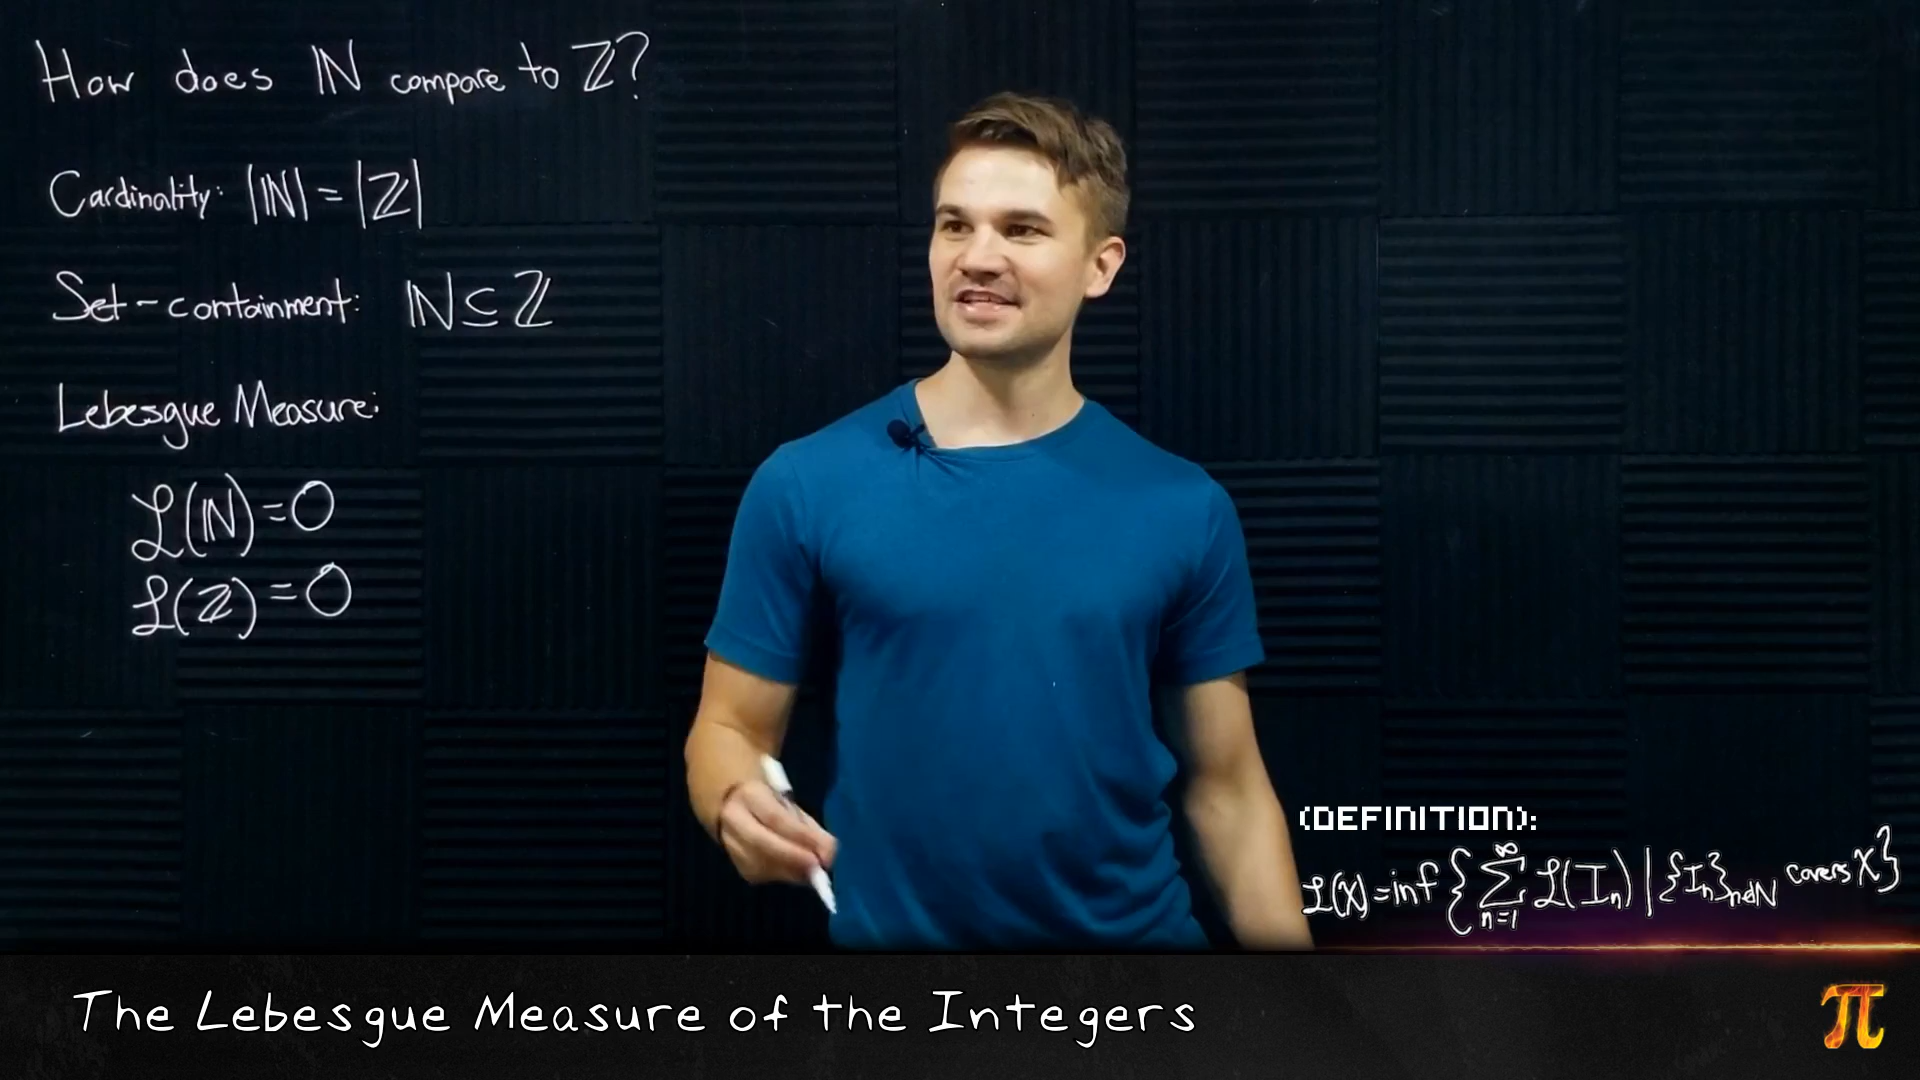 How does ℕ compare to ℤ?
Cardinality: |ℕ| = |ℤ|
Set-containment: ℕ ⊆ ℤ
Lebesgue Measure:
ℒ(ℕ)=0
ℒ(ℤ)=0
(DEFINITION):
ℒ(X)=inf{∑_{n=1}^{∞} ℒ(I_n) | {I_n}_{n∈ℕ} covers X}
The Lebesgue Measure of the Integers
π